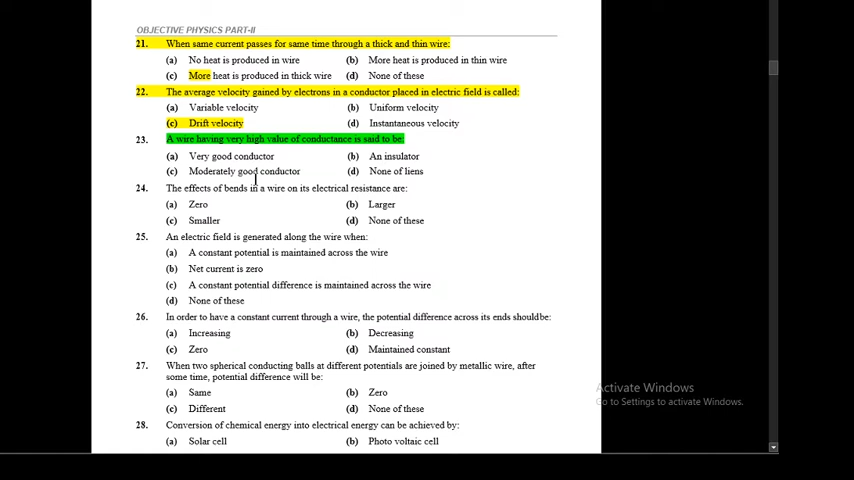 OBJECTIVE PHYSICS PART-II
21. When same current passes for same time through a thick and thin wire:
(a) No heat is produced in wire (b) More heat is produced in thin wire
(c) More heat is produced in thick wire (d) None of these
22. The average velocity gained by electrons in a conductor placed in electric field is called:
(a) Variable velocity (b) Uniform velocity
(c) Drift velocity (d) Instantaneous velocity
23. A wire having very high value of conductance is said to be:
(a) Very good conductor (b) An insulator
(c) Moderately good conductor (d) None of liens
24. The effects of bends in a wire on its electrical resistance are:
(a) Zero (b) Larger
(c) Smaller (d) None of these
25. An electric field is generated along the wire when:
(a) A constant potential is maintained across the wire
(b) Net current is zero
(c) A constant potential difference is maintained across the wire
(d) None of these
26. In order to have a constant current through a wire, the potential difference across its ends should be:
(a) Increasing (b) Decreasing
(c) Zero (d) Maintained constant
27. When two spherical conducting balls at different potentials are joined by metallic wire, after
some time, potential difference will be:
(a) Same (b) Zero
(c) Different (d) None of these
28. Conversion of chemical energy into electrical energy can be achieved by:
(a) Solar cell (b) Photo voltaic cell
Activate Windows
Go to Settings to activate Windows.